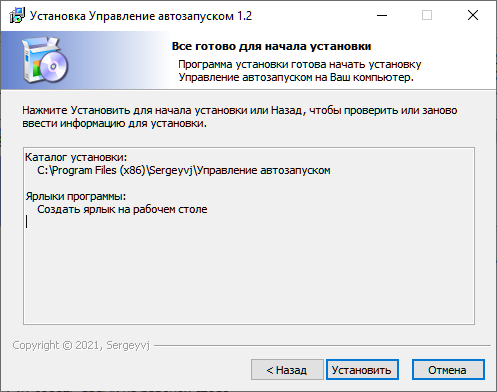 Установка Управление автозапуском 1.2
Все готово для начала установки
Программа установки готова начать установку
Управление автозапуском на Ваш компьютер.
Нажмите Установить для начала установки или Назад, чтобы проверить или заново
ввести информацию для установки.
Каталог установки:
C:\Program Files (x86)\Sergeyvj\Управление автозапуском
Ярлыки программы:
Создать ярлык на рабочем столе
Copyright © 2021, Sergeyvj
< Назад
Установить
Отмена